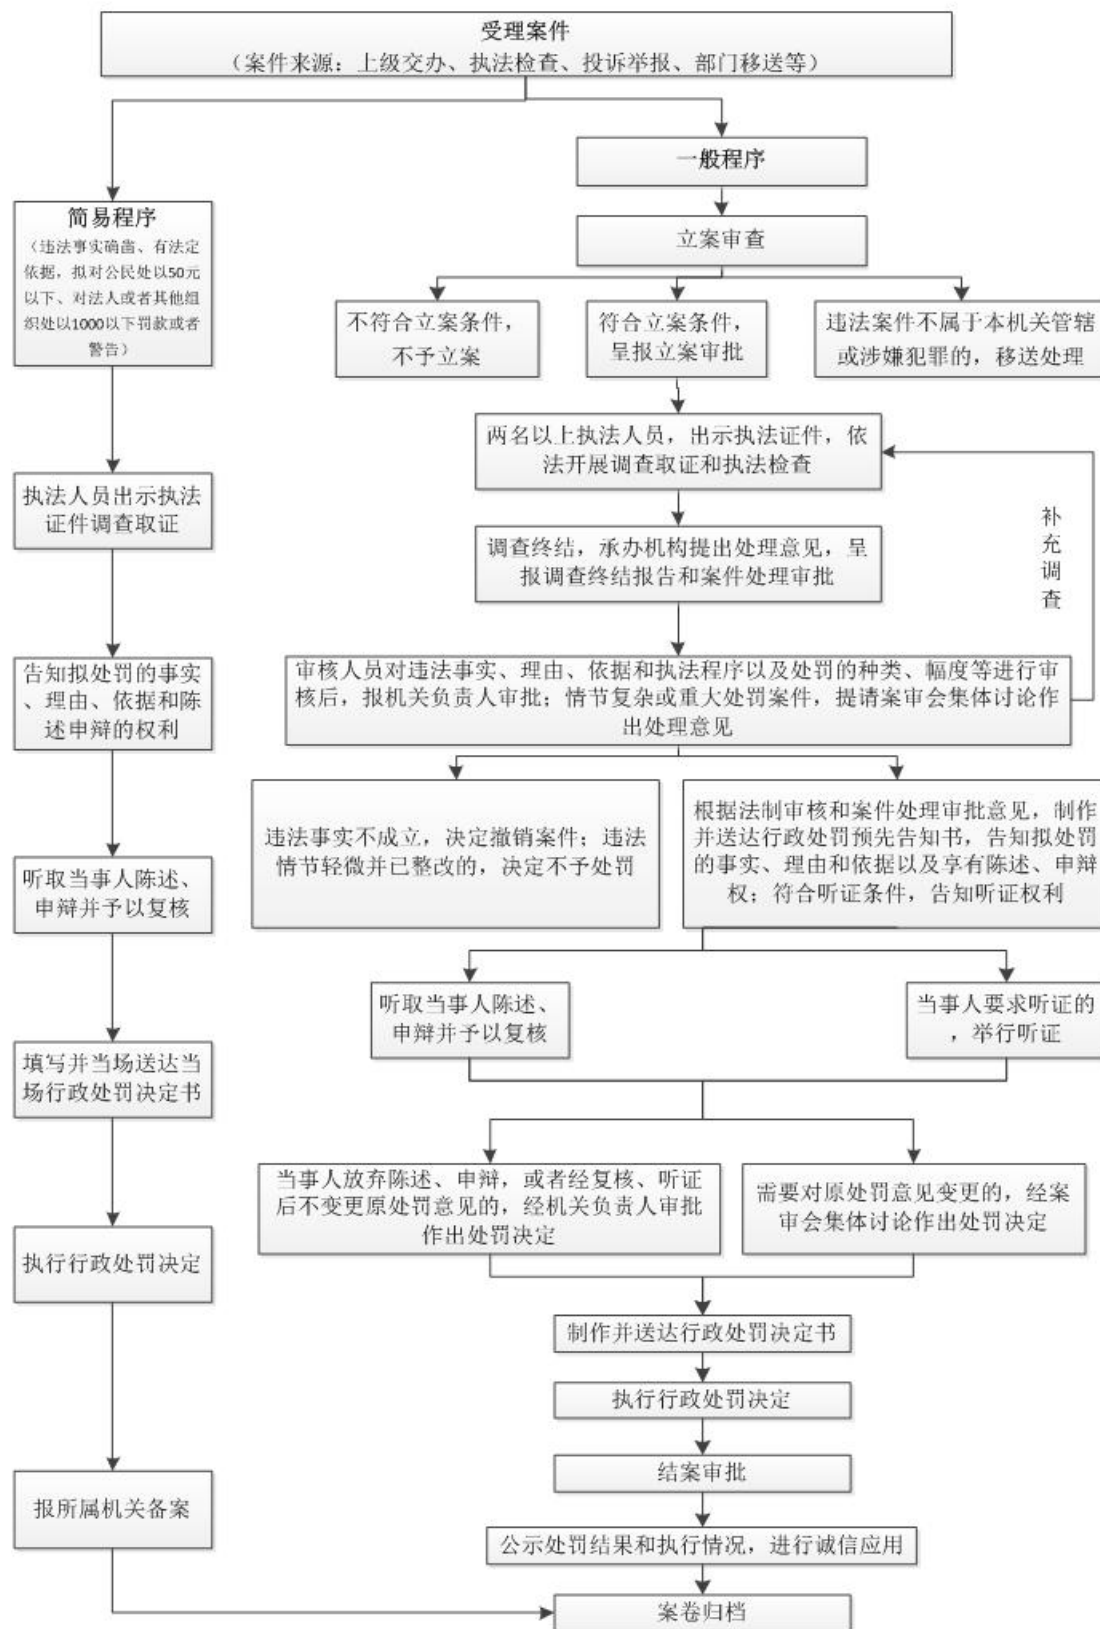 受理案件
（案件来源：上级交办、执法检查、投诉举报、部门移送等）
一般程序
简易程序
（违法事实确凿、有法定
依据，拟对公民处以50元
以下、对法人或者其他组
织处以1000以下罚款或者
警告）
立案审查
不符合立案条件，
不予立案
符合立案条件，
呈报立案审批
违法案件不属于本机关管辖
或涉嫌犯罪的，移送处理
两名以上执法人员，出示执法证件，依
法开展调查取证和执法检查
执法人员出示执法
证件调查取证
补
充
调
查
调查终结，承办机构提出处理意见，呈
报调查终结报告和案件处理审批
告知拟处罚的事实
、理由、依据和陈
述申辩的权利
审核人员对违法事实、理由、依据和执法程序以及处罚的种类、幅度等进行审
核后，报机关负责人审批；情节复杂或重大处罚案件，提请案审会集体讨论作
出处理意见
违法事实不成立，决定撤销案件；违法
情节轻微并已整改的，决定不予处罚
根据法制审核和案件处理审批意见，制作
并送达行政处罚预先告知书，告知拟处罚
的事实、理由和依据以及享有陈述、申辩
权；符合听证条件，告知听证权利
听取当事人陈述、
申辩并予以复核
听取当事人陈述、
申辩并予以复核
当事人要求听证的
，举行听证
填写并当场送达当
场行政处罚决定书
当事人放弃陈述、申辩，或者经复核、听证
后不变更原处罚意见的，经机关负责人审批
作出处罚决定
需要对原处罚意见变更的，经案
审会集体讨论作出处罚决定
执行行政处罚决定
制作并送达行政处罚决定书
执行行政处罚决定
结案审批
报所属机关备案
公示处罚结果和执行情况，进行诚信应用
案卷归档